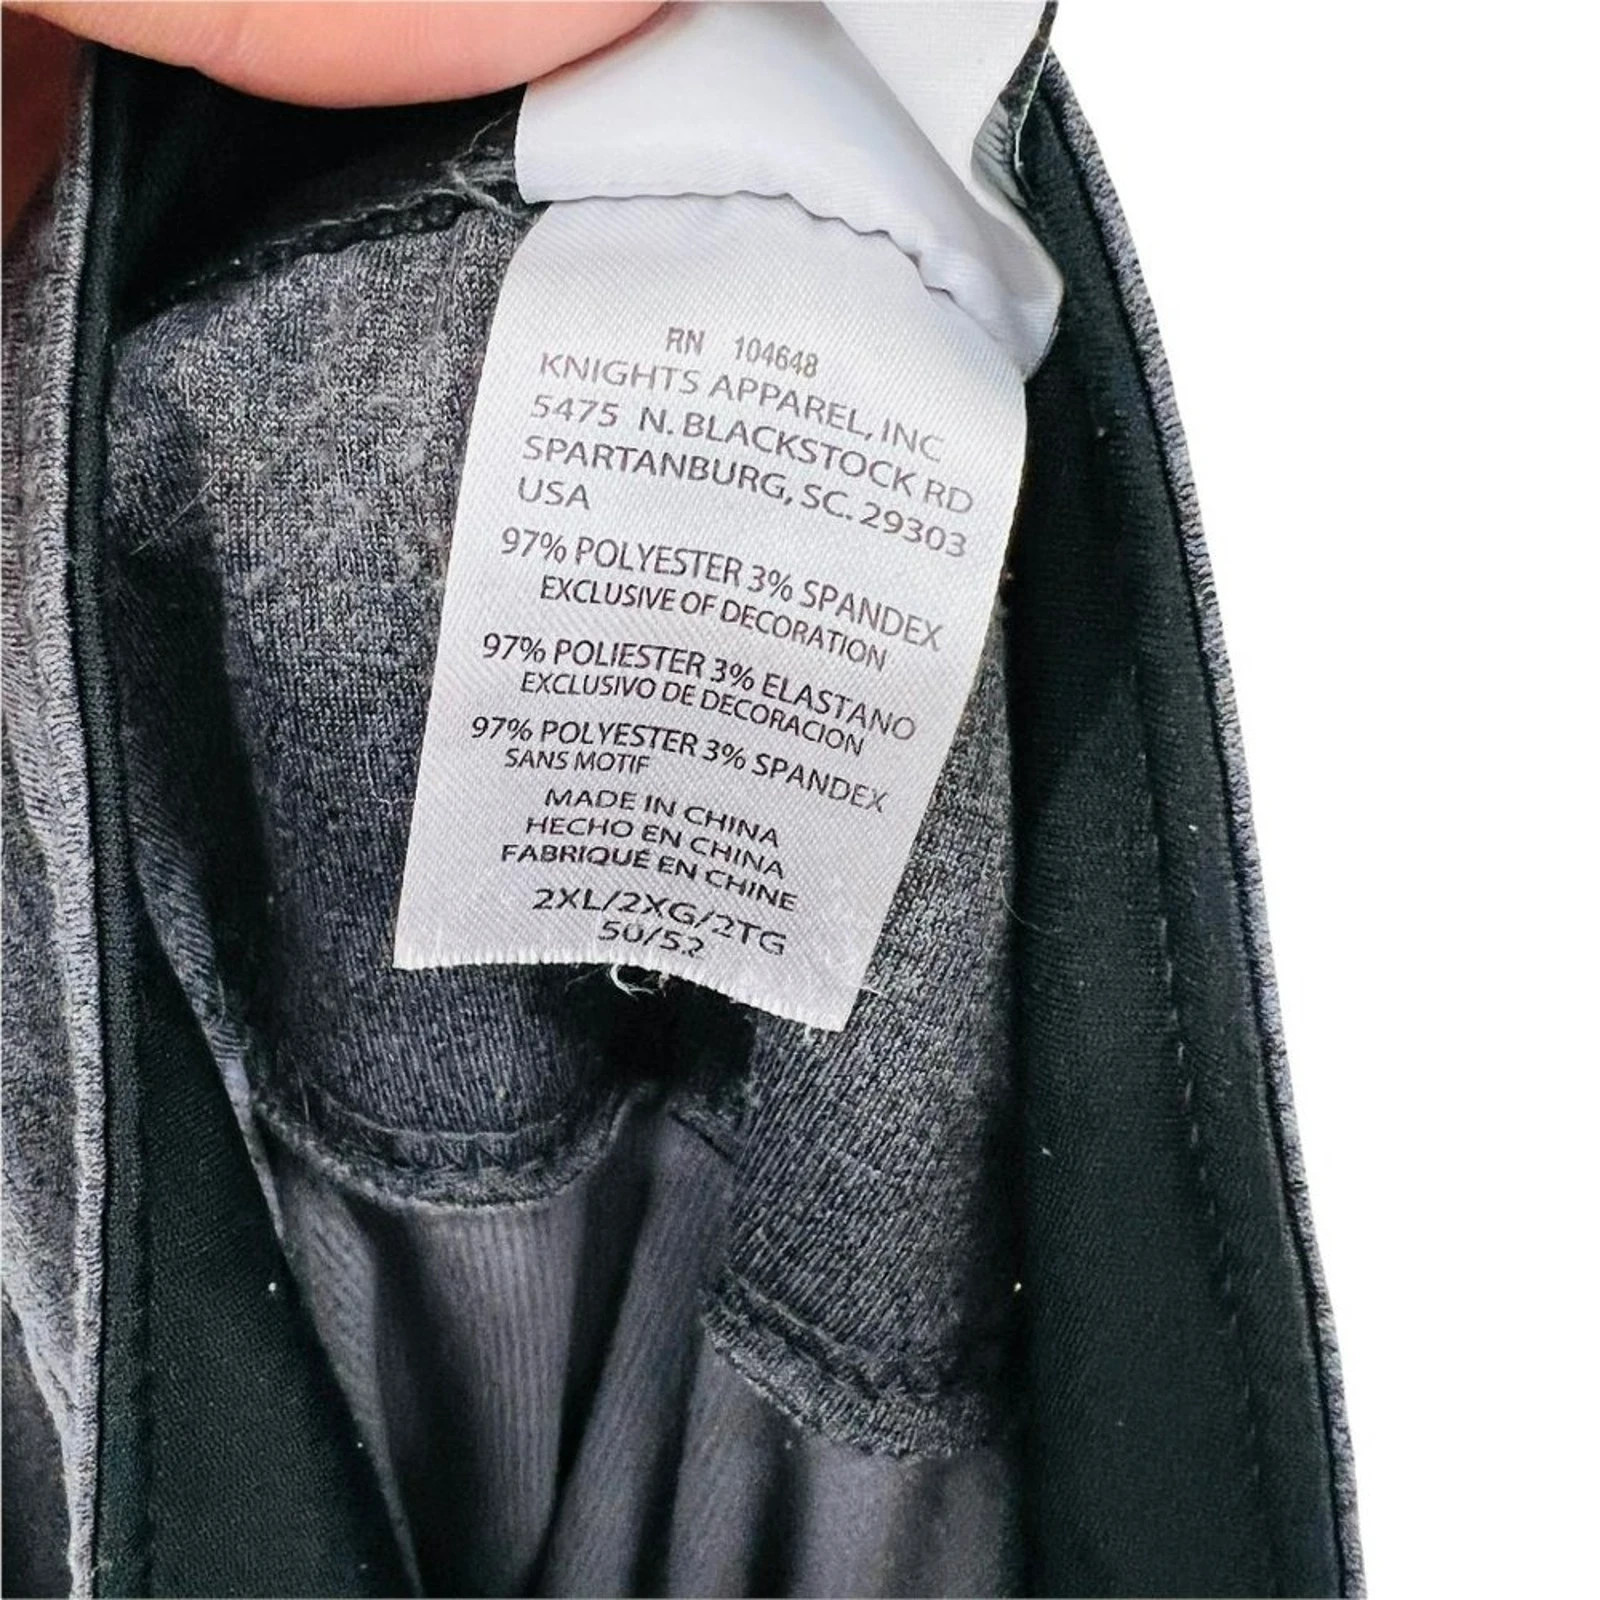 RN 104648
KNIGHTS APPAREL, INC
5475 N. BLACKSTOCK RD
SPARTANBURG, SC. 29303
USA
97% POLYESTER 3% SPANDEX
EXCLUSIVE OF DECORATION
97% POLIESTER 3% ELASTANO
EXCLUSIVO DE DECORACION
97% POLYESTER 3% SPANDEX
SANS MOTIF
MADE IN CHINA
HECHO EN CHINA
FABRIQUÉ EN CHINE
2XL/2XG/2TG
50/52